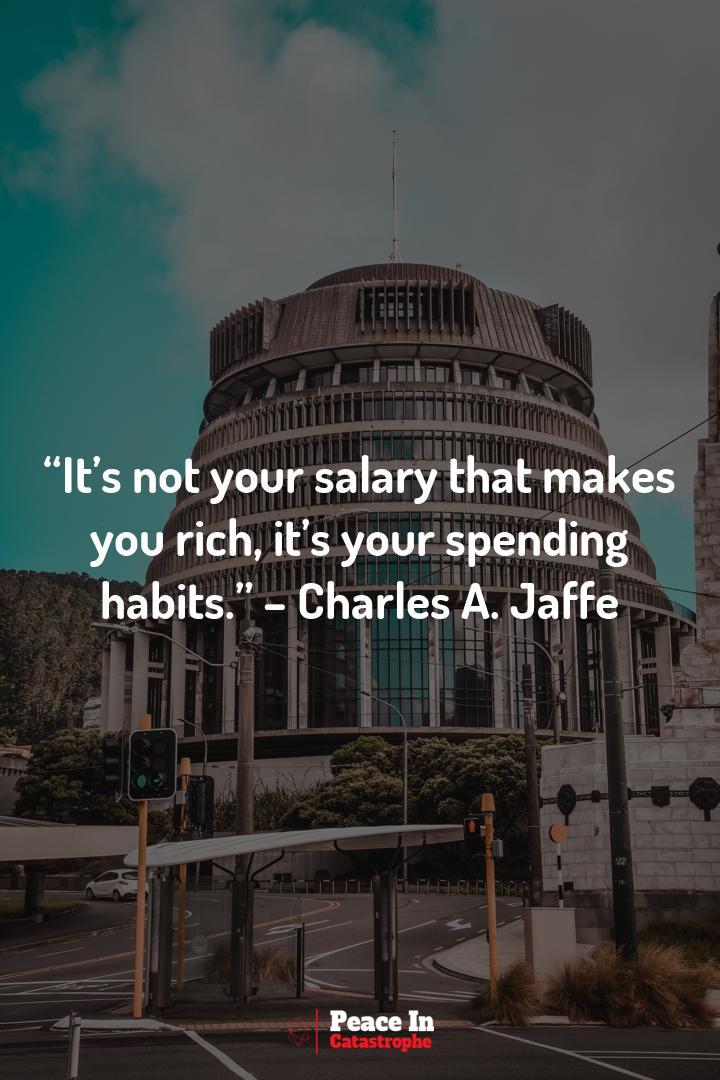 “It’s not your salary that makes
you rich, it’s your spending
habits.” – Charles A. Jaffe
Peace In
Catastrophe